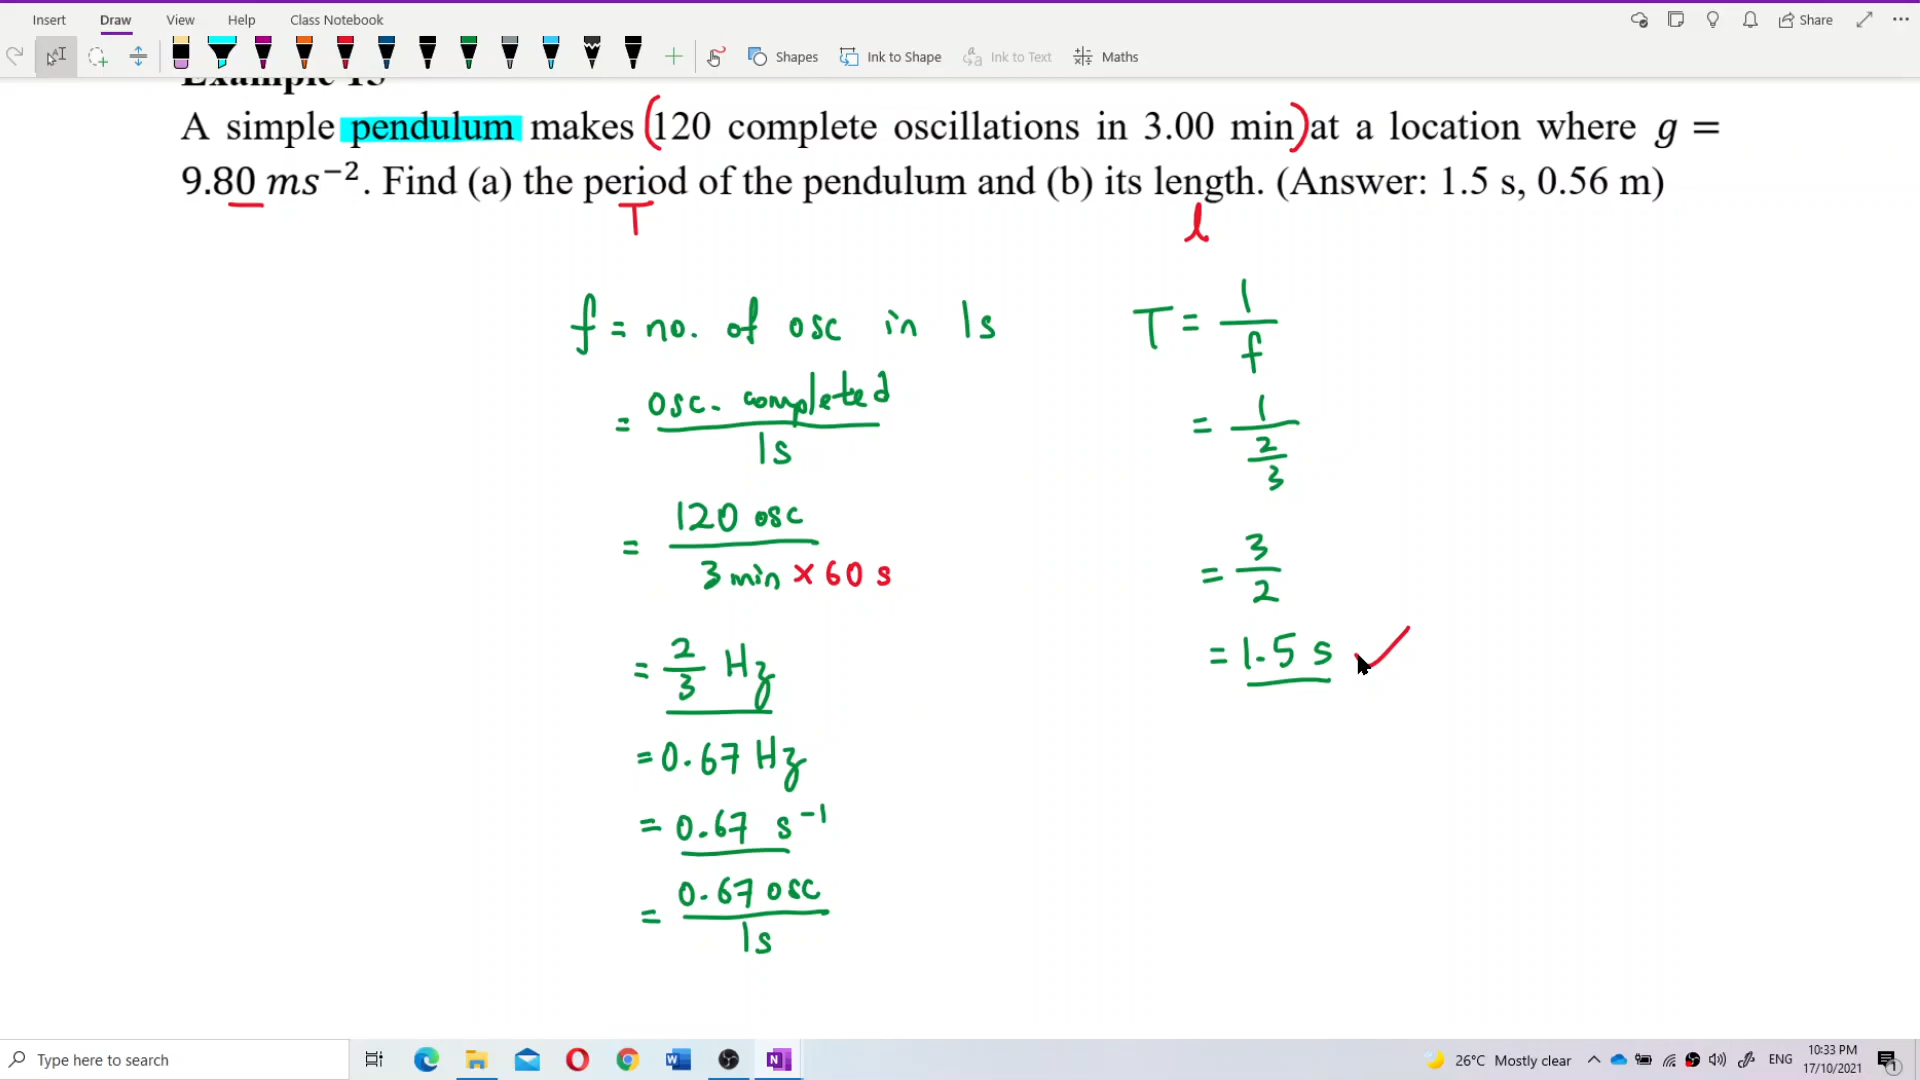 Insert Draw View Help Class Notebook Share
Shapes Ink to Shape Ink to Text Maths
Example 15
A simple pendulum makes (120 complete oscillations in 3.00 min) at a location where g =
9.80 ms⁻². Find (a) the period of the pendulum and (b) its length. (Answer: 1.5 s, 0.56 m)
T l
f = no. of osc in 1s
= osc. completed / 1s
= 120 osc / 3 min × 60 s
= 2/3 Hz
= 0.67 Hz
= 0.67 s⁻¹
= 0.67 osc / 1s
T = 1/f
= 1 / (2/3)
= 3/2
= 1.5 s ✓
Type here to search
26°C Mostly clear ENG 10:33 PM
17/10/2021
1